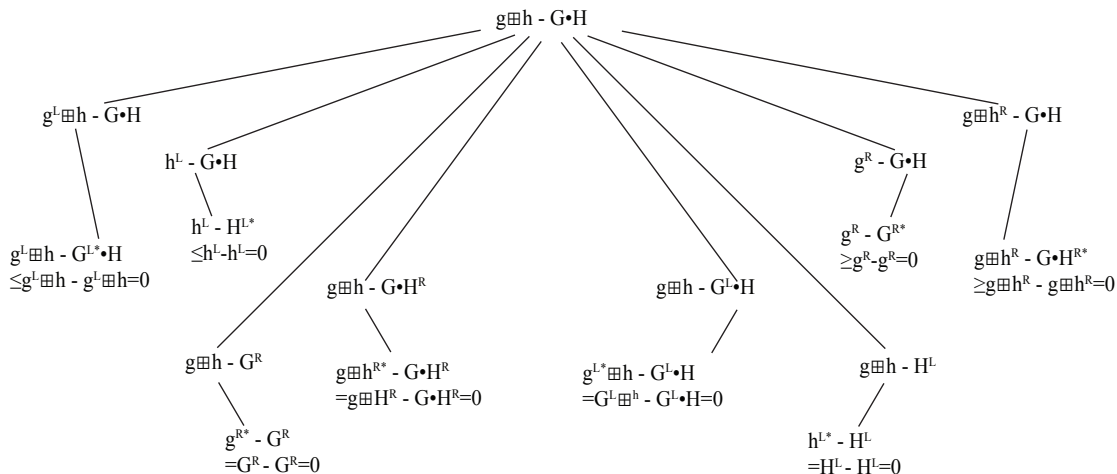 g⊞h - G•H
g^L⊞h - G•H
g⊞h^R - G•H
h^L - G•H
g^R - G•H
h^L - H^{L*}
≤h^L-h^L=0
g^R - G^{R*}
≥g^R-g^R=0
g^L⊞h - G^{L*}•H
≤g^L⊞h - g^L⊞h=0
g⊞h^R - G•H^{R*}
≥g⊞h^R - g⊞h^R=0
g⊞h - G•H^R
g⊞h - G^L•H
g⊞h - G^R
g⊞h^{R*} - G•H^R
=g⊞H^R - G•H^R=0
g^{L*}⊞h - G^L•H
=G^L⊞^h - G^L•H=0
g⊞h - H^L
g^{R*} - G^R
=G^R - G^R=0
h^{L*} - H^L
=H^L - H^L=0